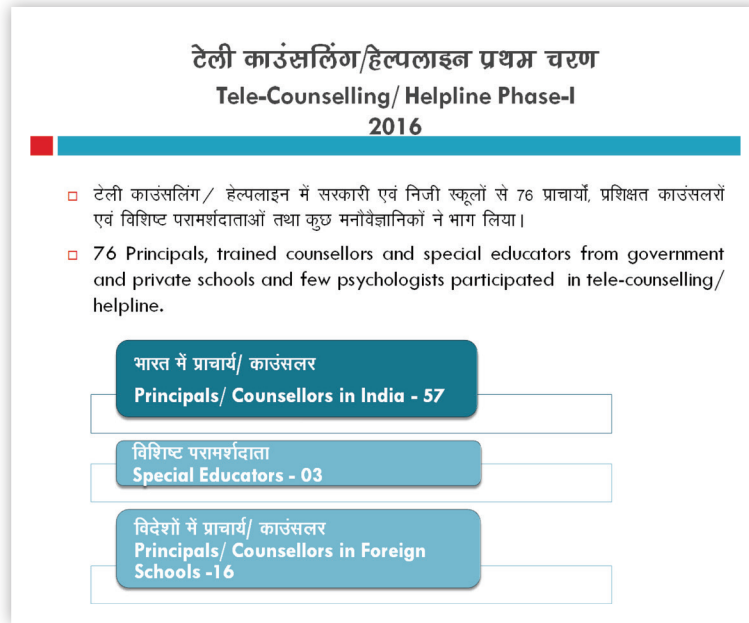 टेली काउंसलिंग/हेल्पलाइन प्रथम चरण
Tele-Counselling/ Helpline Phase-I
2016
टेली काउंसलिंग/ हेल्पलाइन में सरकारी एवं निजी स्कूलों से 76 प्राचार्यो, प्रशिक्षत काउंसलरों
एवं विशिष्ट परामर्शदाताओं तथा कुछ मनौवैज्ञानिकों ने भाग लिया।
76 Principals, trained counsellors and special educators from government
and private schools and few psychologists participated in tele-counselling/
helpline.
भारत में प्राचार्य/ काउंसलर
Principals/ Counsellors in India - 57
विशिष्ट परामर्शदाता
Special Educators - 03
विदेशों में प्राचार्य/ काउंसलर
Principals/ Counsellors in Foreign
Schools -16